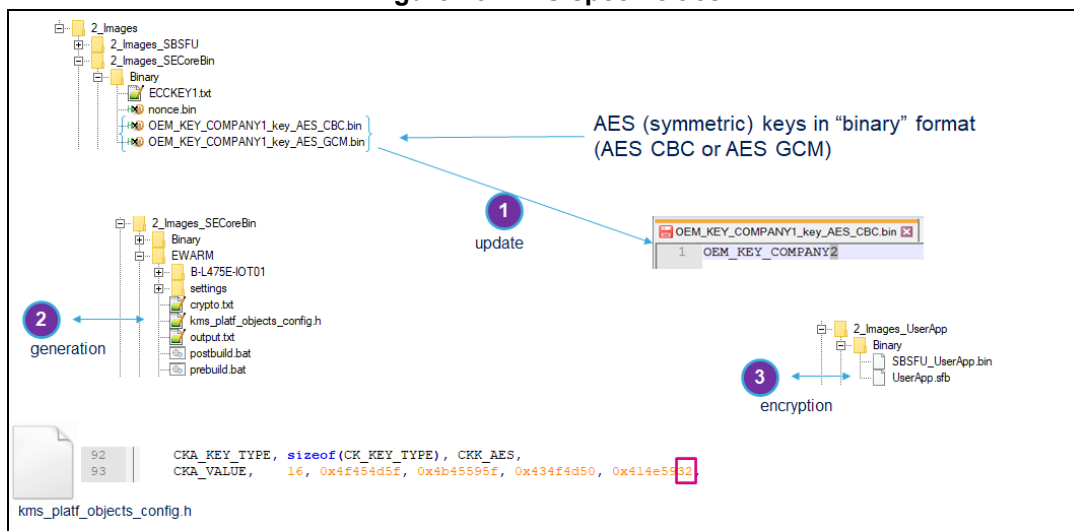 2_Images
2_Images_SBSFU
2_Images_SECoreBin
Binary
ECCKEY1.txt
nonce.bin
OEM_KEY_COMPANY1_key_AES_CBC.bin
OEM_KEY_COMPANY1_key_AES_GCM.bin
AES (symmetric) keys in “binary” format
(AES CBC or AES GCM)
1
update
OEM_KEY_COMPANY1_key_AES_CBC.bin
1 OEM_KEY_COMPANY2
2_Images_SECoreBin
Binary
EWARM
B-L475E-IOT01
settings
crypto.txt
kms_platf_objects_config.h
output.txt
postbuild.bat
prebuild.bat
2
generation
2_Images_UserApp
Binary
SBSFU_UserApp.bin
UserApp.sfb
3
encryption
92 CKA_KEY_TYPE, sizeof(CK_KEY_TYPE), CKK_AES,
93 CKA_VALUE, 16, 0x4f454d5f, 0x4b45595f, 0x434f4d50, 0x414e5932,
kms_platf_objects_config.h